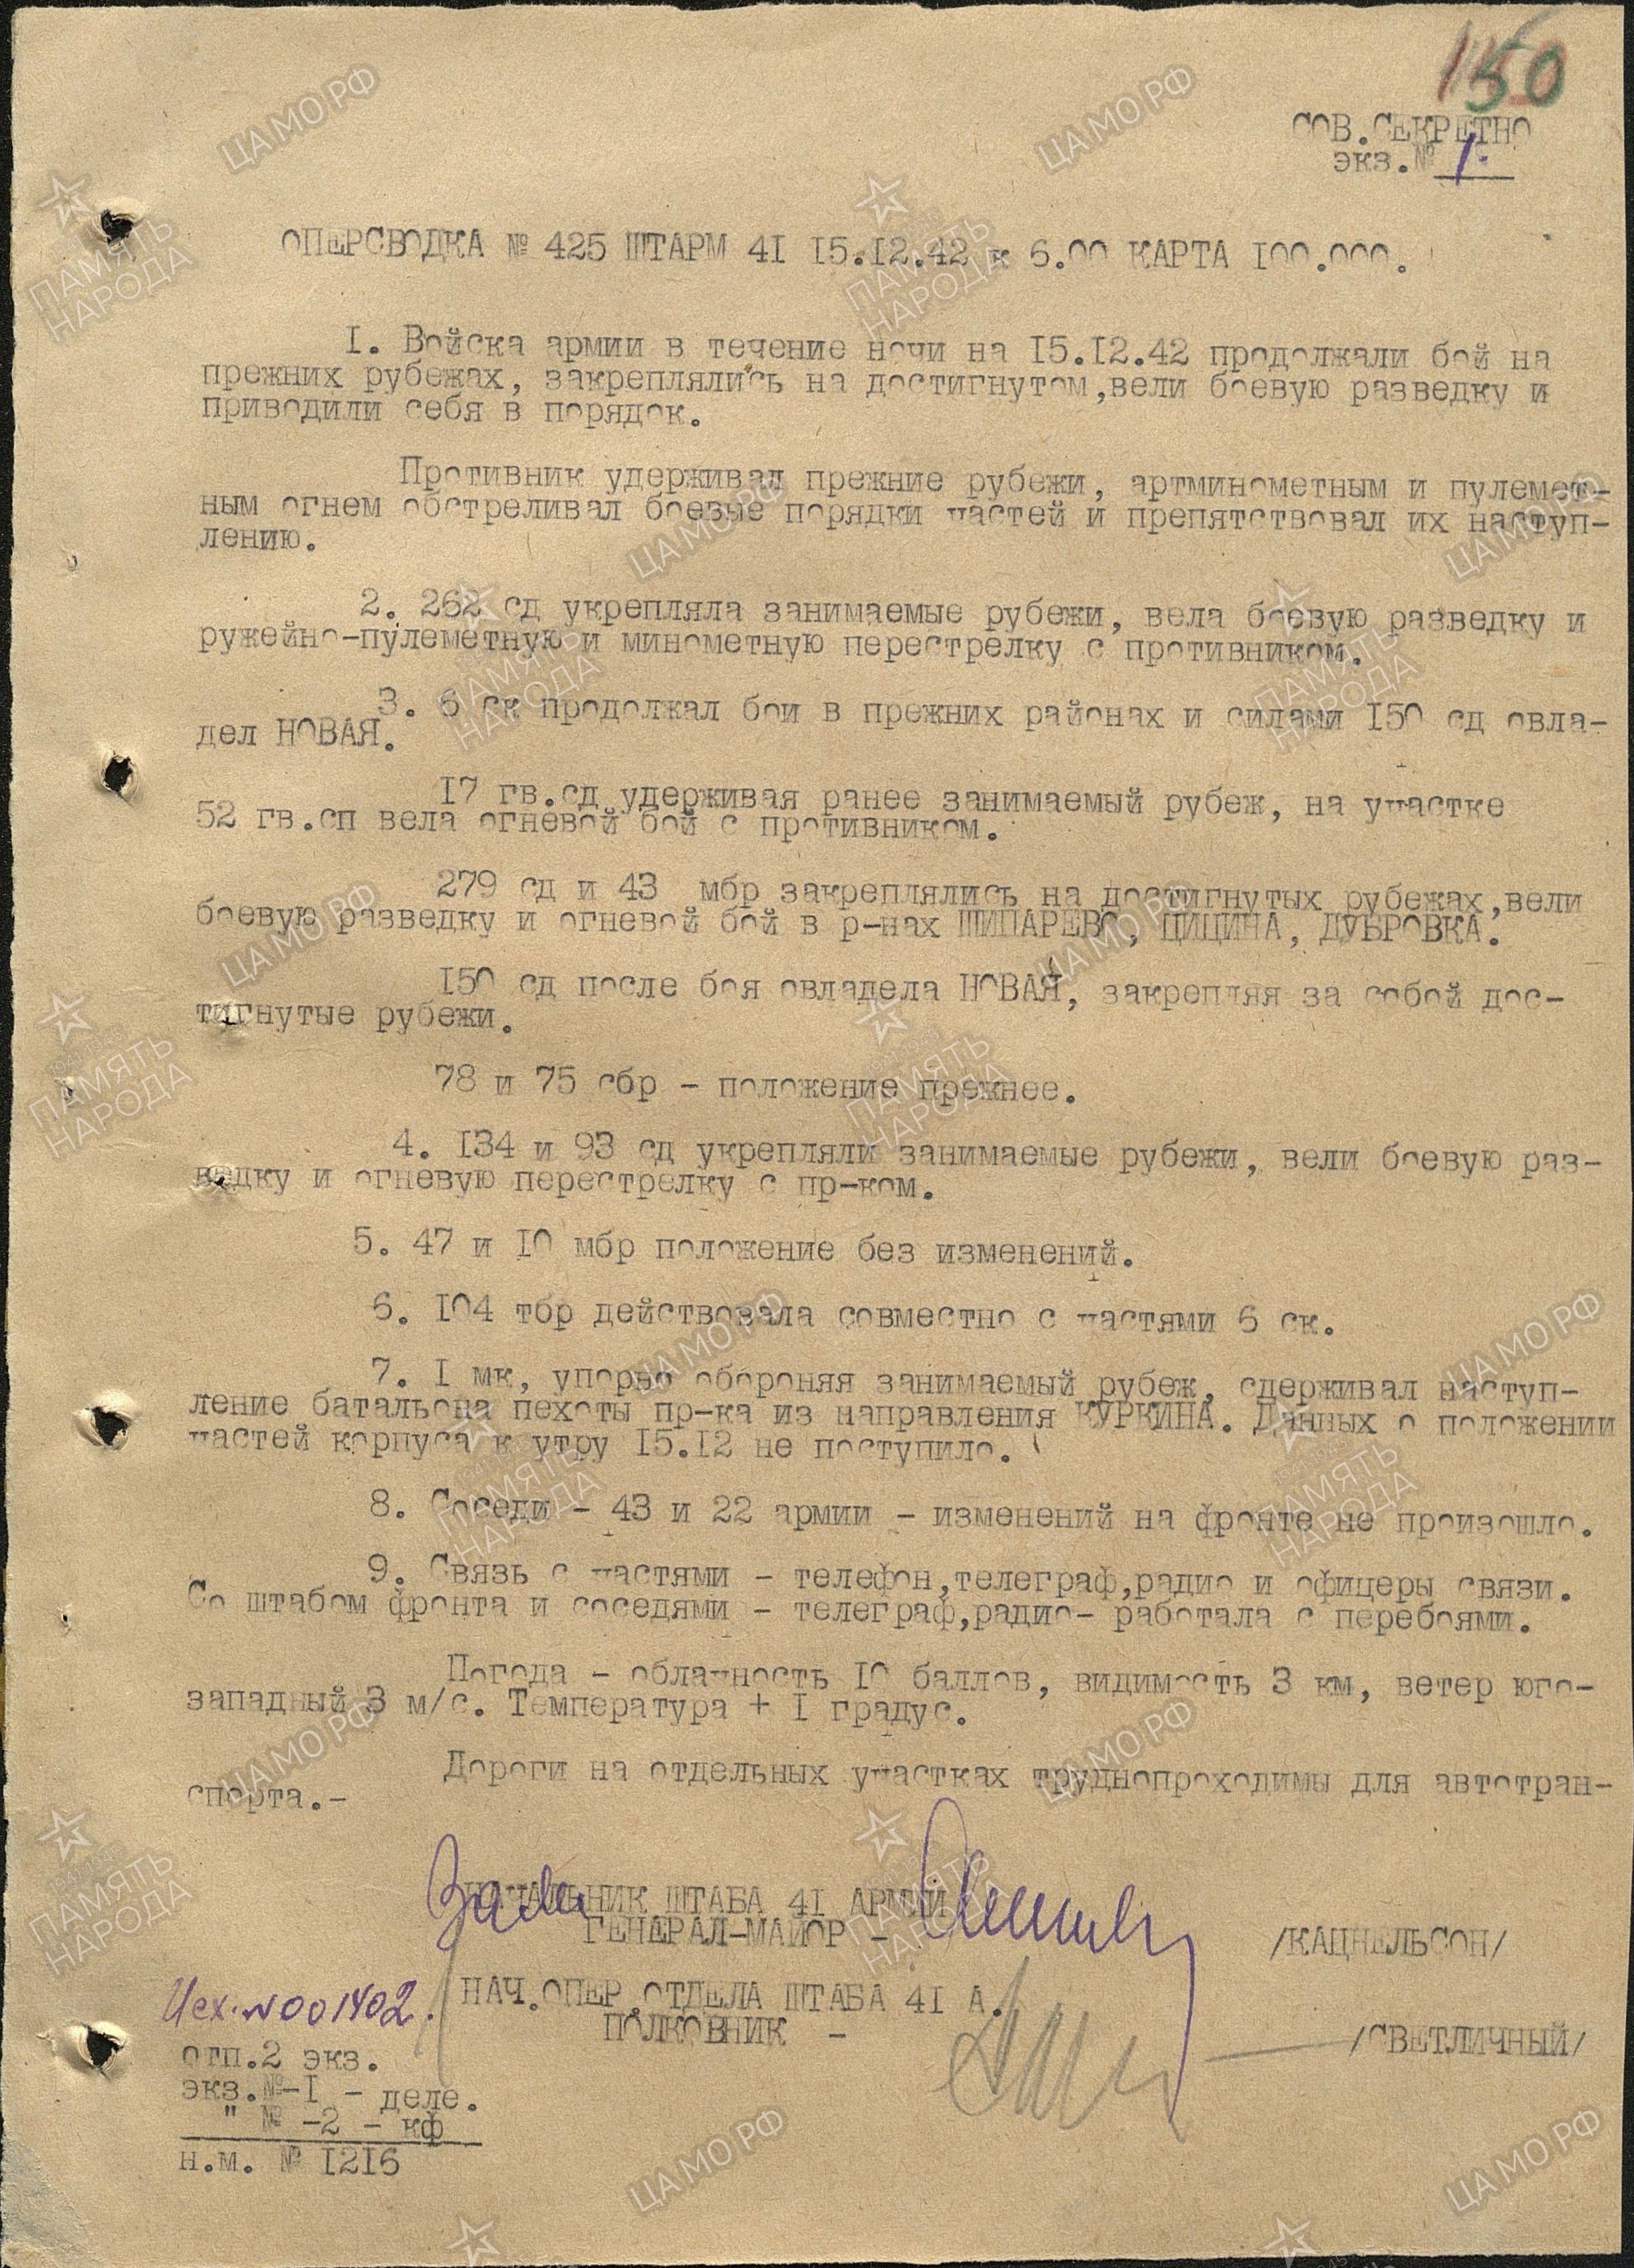 150
СОВ.СЕКРЕТНО
экз.№ 1.
ОПЕРСВОДКА № 425 ШТАРМ 41 15.12.42 к 6.00 КАРТА 100.000.
1. Войска армии в течение ночи на 15.12.42 продолжали бой на
прежних рубежах, закреплялись на достигнутом,вели боевую разведку и
приводили себя в порядок.
Противник удерживал прежние рубежи, артминометным и пулемет-
ным огнем обстреливал боевые порядки частей и препятствовал их наступ-
лению.
2. 262 сд укрепляла занимаемые рубежи, вела боевую разведку и
ружейно-пулеметную и минометную перестрелку с противником.
3. 6 ск продолжал бои в прежних районах и силами 150 сд овла-
дел НОВАЯ.
17 гв.сд удерживая ранее занимаемый рубеж, на участке
52 гв.сп вела огневой бой с противником.
279 сд и 43 мбр закреплялись на достигнутых рубежах,вели
боевую разведку и огневой бой в р-нах ШИПАРЕВО, ЦИЦИНА, ДУБРОВКА.
150 сд после боя овладела НОВАЯ, закрепляя за собой дос-
тигнутые рубежи.
78 и 75 сбр - положение прежнее.
4. 134 и 93 сд укрепляли занимаемые рубежи, вели боевую раз-
ведку и огневую перестрелку с пр-ком.
5. 47 и 10 мбр положение без изменений.
6. 104 тбр действовала совместно с частями 6 ск.
7. 1 мк, упорно обороняя занимаемый рубеж, сдерживал наступ-
ление батальона пехоты пр-ка из направления КУРКИНА. Данных о положении
частей корпуса к утру 15.12 не поступило.
8. Соседи - 43 и 22 армии - изменений на фронте не произошло.
9. Связь с частями - телефон,телеграф,радио и офицеры связи.
Со штабом фронта и соседями - телеграф,радио- работала с перебоями.
Погода - облачность 10 баллов, видимость 3 км, ветер юго-
западный 3 м/с. Температура + 1 градус.
Дороги на отдельных участках труднопроходимы для автотран-
спорта.-
НАЧАЛЬНИК ШТАБА 41 АРМИИ
ГЕНЕРАЛ-МАЙОР - /КАЦНЕЛЬСОН/
Исх.№001402.
НАЧ.ОПЕР.ОТДЕЛА ШТАБА 41 А.
ПОЛКОВНИК - /СВЕТЛИЧНЫЙ/
отп.2 экз.
экз.№-1 - деле.
" № -2 - кф
н.м. № 1216
ЦАМО РФ
ПАМЯТЬ
НАРОДА